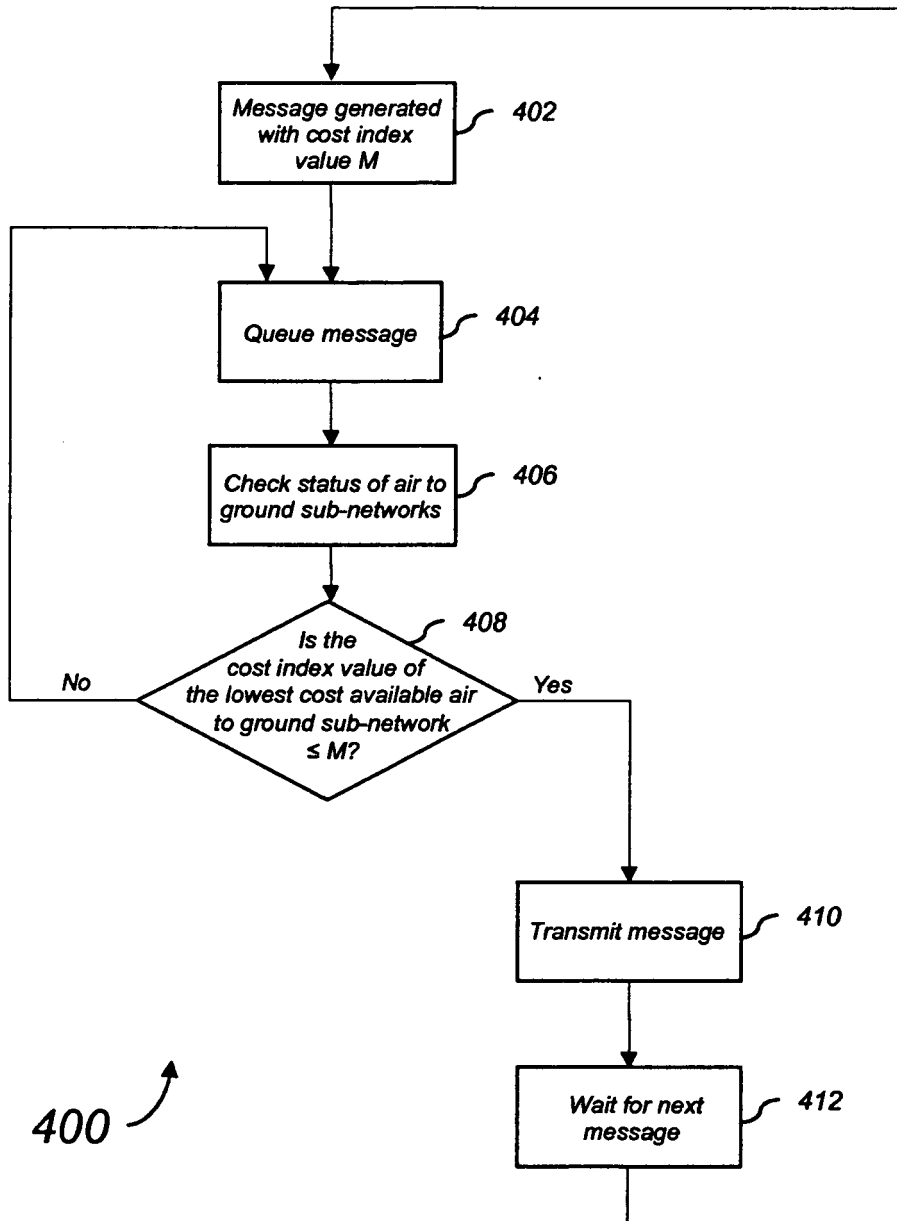 Message generated
with cost index
value M
402
Queue message
404
Check status of air to
ground sub-networks
406
Is the
cost index value of
the lowest cost available air
to ground sub-network
≤ M?
408
No
Yes
Transmit message
410
Wait for next
message
412
400